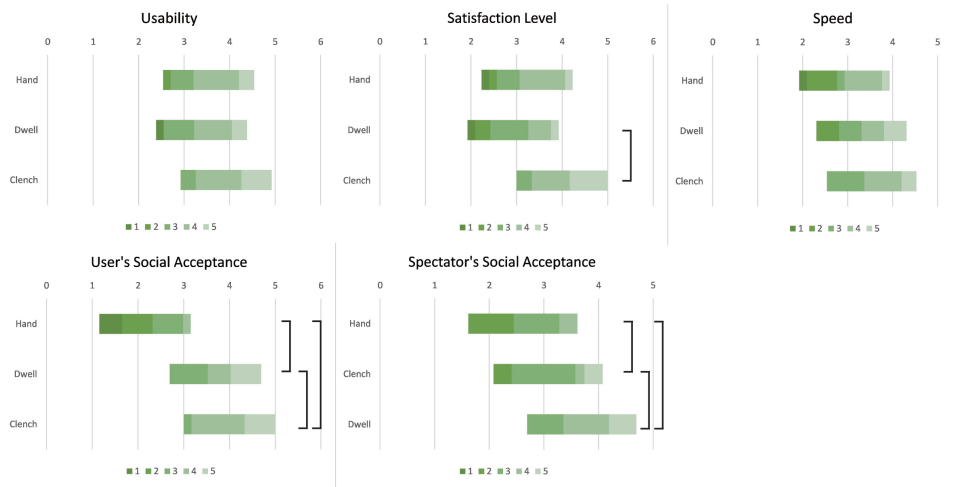 Usability
0 1 2 3 4 5 6
Hand
Dwell
Clench
1 2 3 4 5
Satisfaction Level
0 1 2 3 4 5 6
Hand
Dwell
Clench
1 2 3 4 5
Speed
0 1 2 3 4 5
Hand
Dwell
Clench
1 2 3 4 5
User's Social Acceptance
0 1 2 3 4 5 6
Hand
Dwell
Clench
1 2 3 4 5
Spectator's Social Acceptance
0 1 2 3 4 5
Hand
Clench
Dwell
1 2 3 4 5